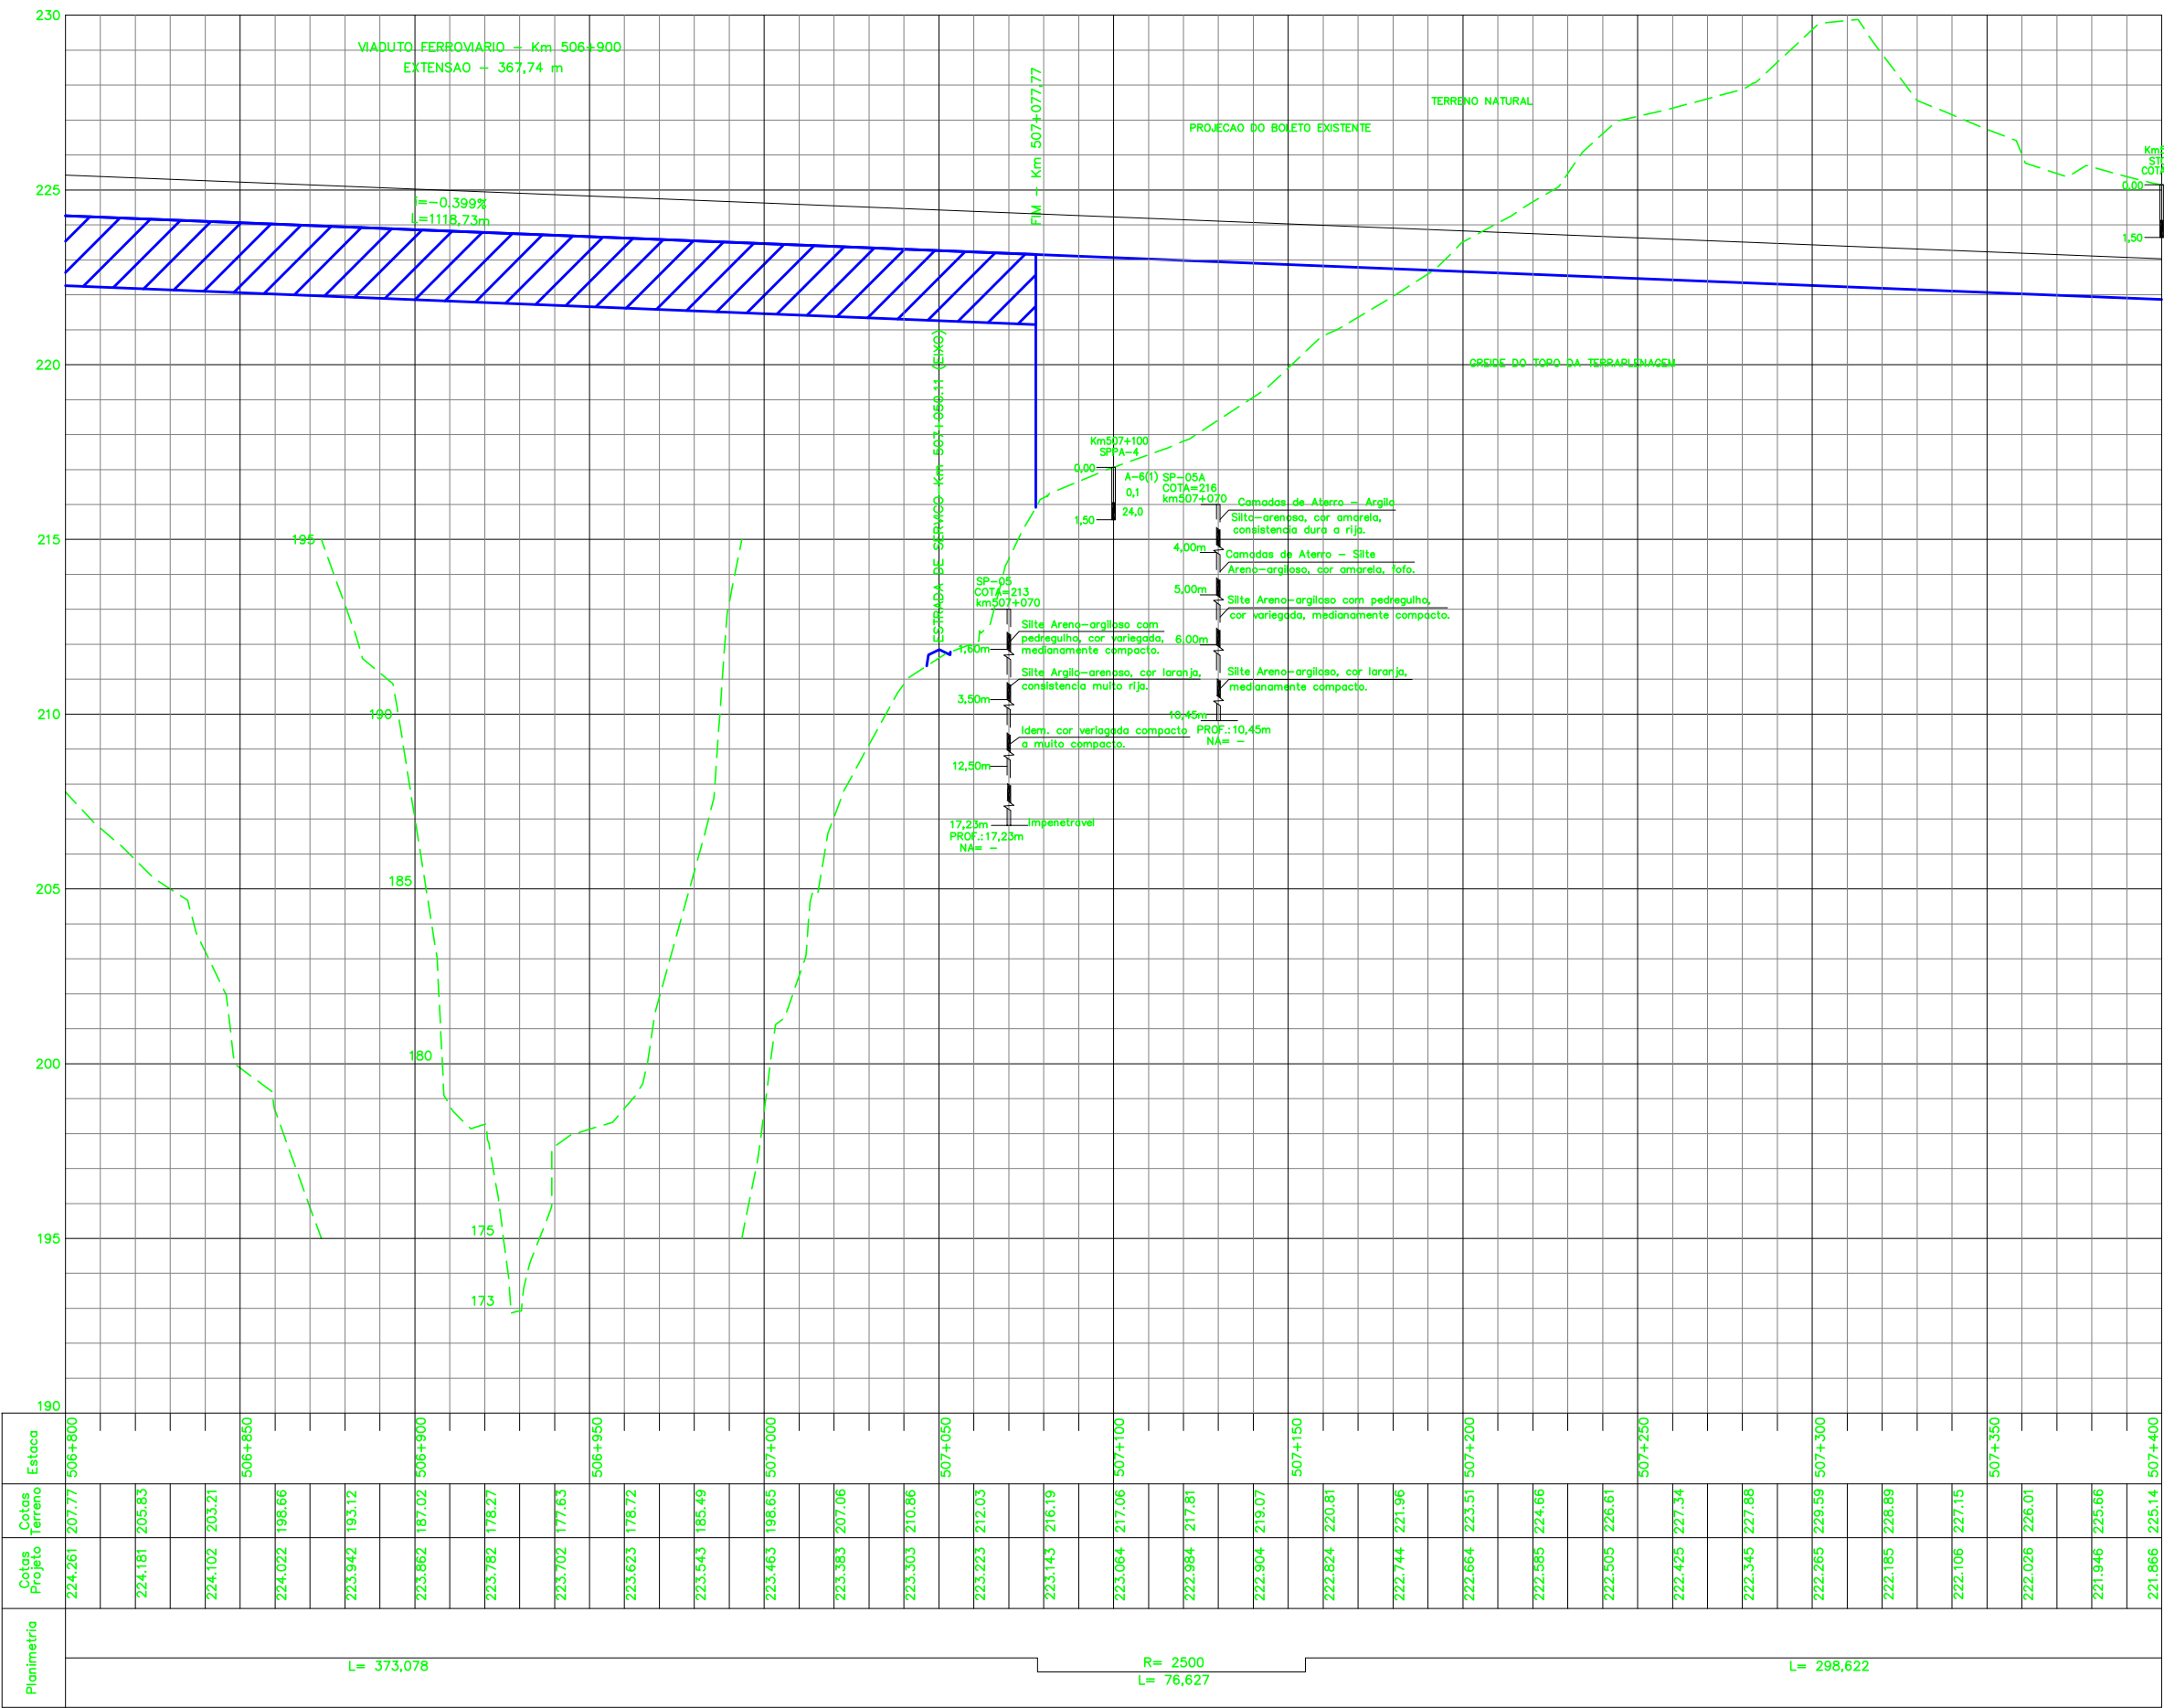 230
VIADUTO FERROVIARIO - Km 506+900
EXTENSAO - 367,74 m
FIM - Km 507+077,77
TERRENO NATURAL
PROJECAO DO BOLETO EXISTENTE
225
i=-0.399%
L=1118,73m
0,00
1,50
220
GREIDE DO TOPO DA TERRAPLENAGEM
ESTRADA DE SERVICO Km 507+050.11 (EIXO)
Km507+100
SPPA-4
0,00
1,50
A-6(1)
0,1
24,0
SP-05A
COTA=216
km507+070
Camadas de Aterro - Argila
Silto-arenosa, cor amarela,
consistencia dura a rija.
4,00m
Camadas de Aterro - Silte
Areno-argiloso, cor amarela, fofo.
5,00m
Silte Areno-argiloso com pedregulho,
cor variegada, medianamente compacto.
6,00m
Silte Areno-argiloso, cor laranja,
medianamente compacto.
10,45m
PROF.:10,45m
NA= -
215
195
SP-05
COTA=213
km507+070
Silte Areno-argiloso com
pedregulho, cor variegada,
medianamente compacto.
1,60m
Silte Argilo-arenoso, cor laranja,
consistencia muito rija.
3,50m
Idem. cor veriagada compacto
a muito compacto.
12,50m
17,23m
Impenetravel
PROF.:17,23m
NA= -
210
190
205
185
200
180
195
175
173
190
Estaca
506+800
506+850
506+900
506+950
507+000
507+050
507+100
507+150
507+200
507+250
507+300
507+350
507+400
Cotas
Terreno
207.77
205.83
203.21
198.66
193.12
187.02
178.27
177.63
178.72
185.49
198.65
207.06
210.86
212.03
216.19
217.06
217.81
219.07
220.81
221.96
223.51
224.66
226.61
227.34
227.88
229.59
228.89
227.15
226.01
225.66
225.14
Cotas
Projeto
224.261
224.181
224.102
224.022
223.942
223.862
223.782
223.702
223.623
223.543
223.463
223.383
223.303
223.223
223.143
223.064
222.984
222.904
222.824
222.744
222.664
222.585
222.505
222.425
222.345
222.265
222.185
222.106
222.026
221.946
221.866
Planimetria
L= 373,078
R= 2500
L= 76,627
L= 298,622